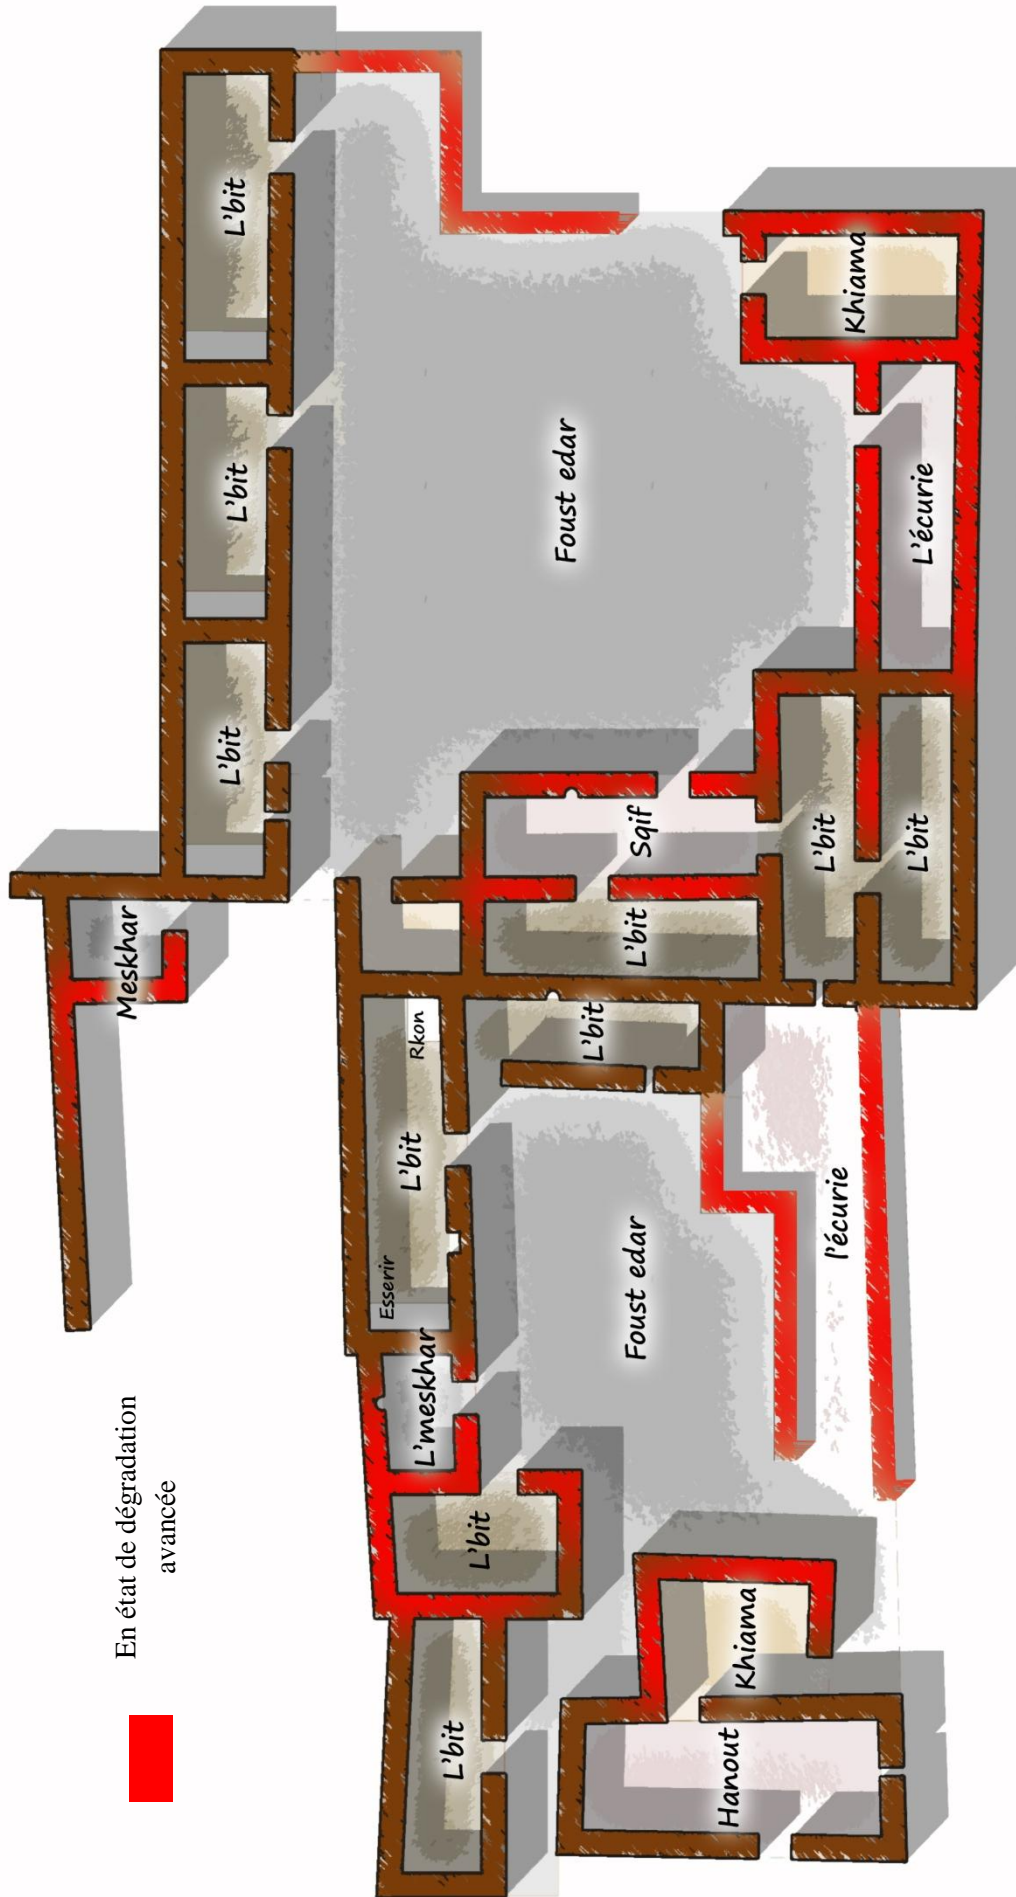 En état de dégradation
avancée
Meskhar
L'bit
L'bit
L'bit
Esserir
L'bit
Rkon
L'meskhar
L'bit
L'bit
Foust edar
L'bit
L'bit
Foust edar
Sqif
Hanout
Khiama
l'écurie
L'bit
Khiama
L'bit
L'écurie